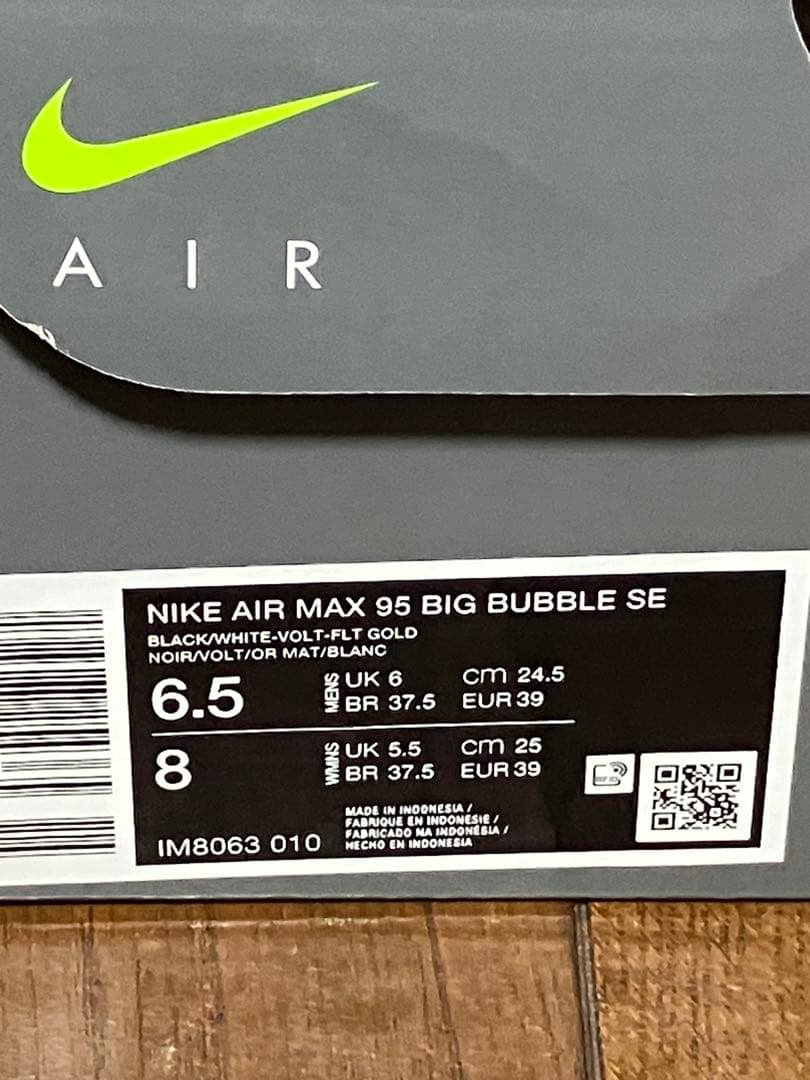 AIR
NIKE AIR MAX 95 BIG BUBBLE SE
BLACK/WHITE-VOLT-FLT GOLD
NOIR/VOLT/OR MAT/BLANC
6.5 MENS UK 6 cm 24.5
BR 37.5 EUR 39
8 WMNS UK 5.5 cm 25
BR 37.5 EUR 39
MADE IN INDONESIA /
FABRIQUE EN INDONESIE /
FABRICADO NA INDONÉSIA /
HECHO EN INDONESIA
IM8063 010